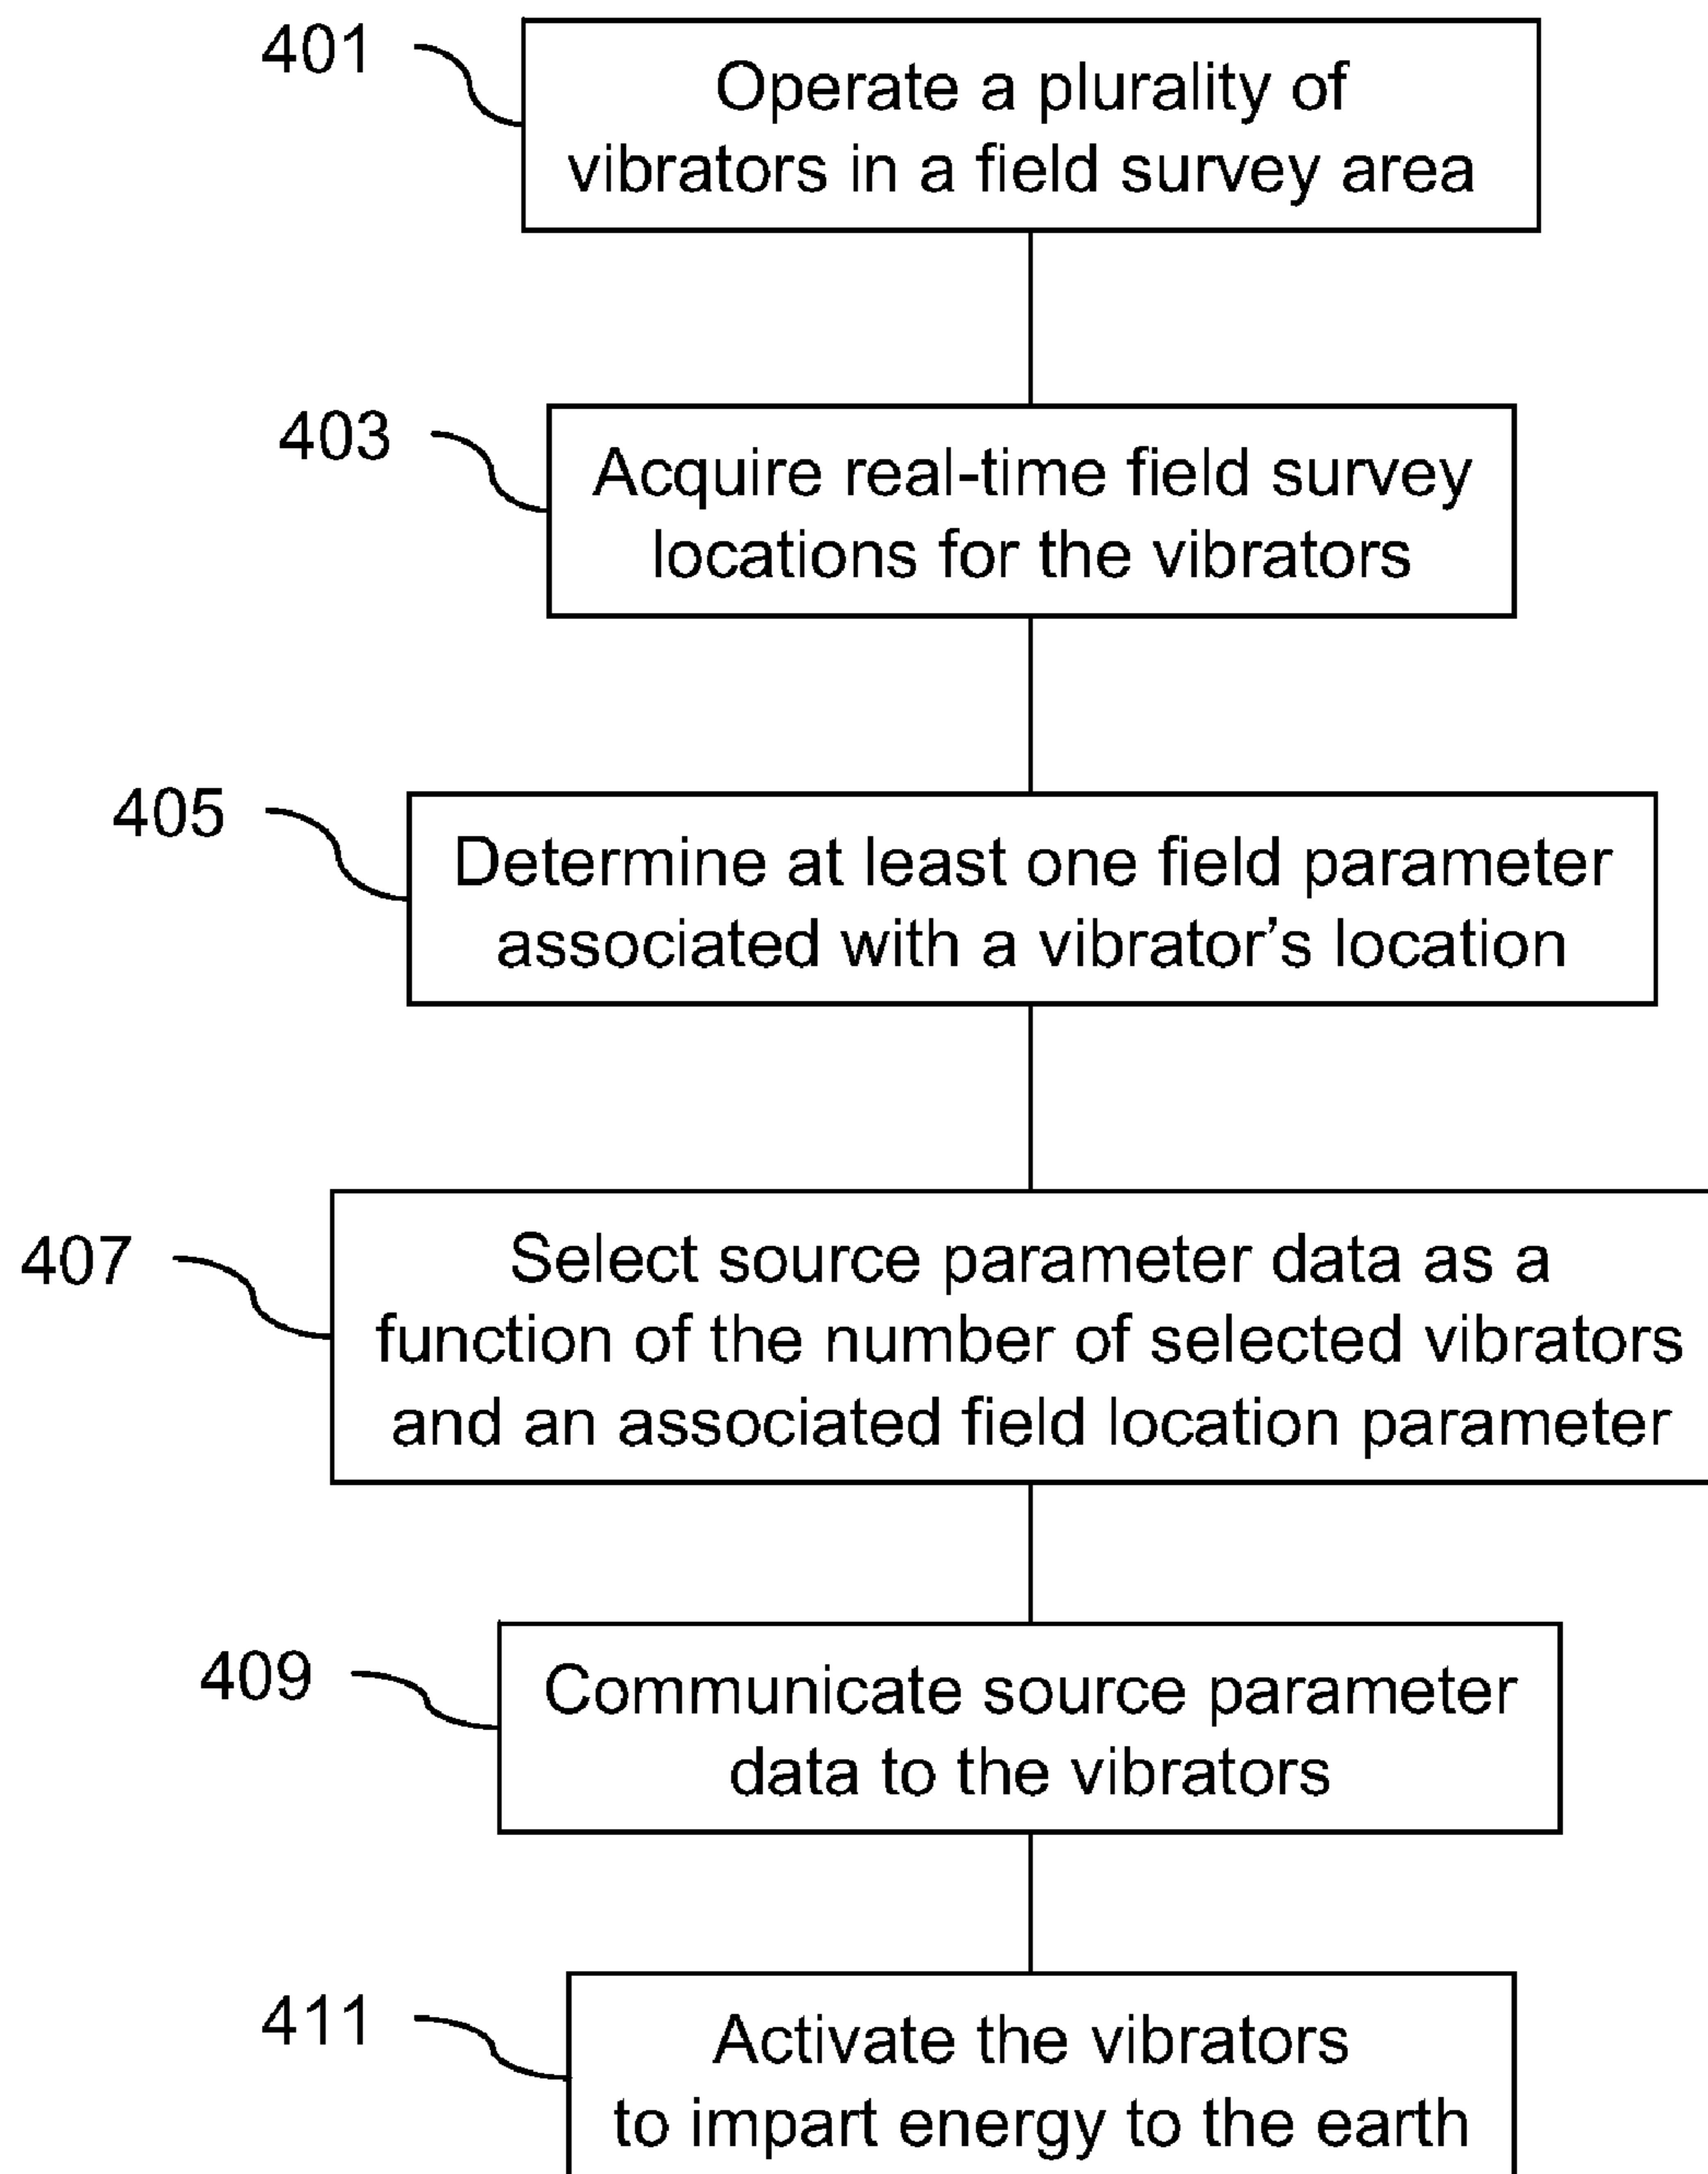 401
Operate a plurality of
vibrators in a field survey area
403
Acquire real-time field survey
locations for the vibrators
405
Determine at least one field parameter
associated with a vibrator’s location
407
Select source parameter data as a
function of the number of selected vibrators
and an associated field location parameter
409
Communicate source parameter
data to the vibrators
411
Activate the vibrators
to impart energy to the earth